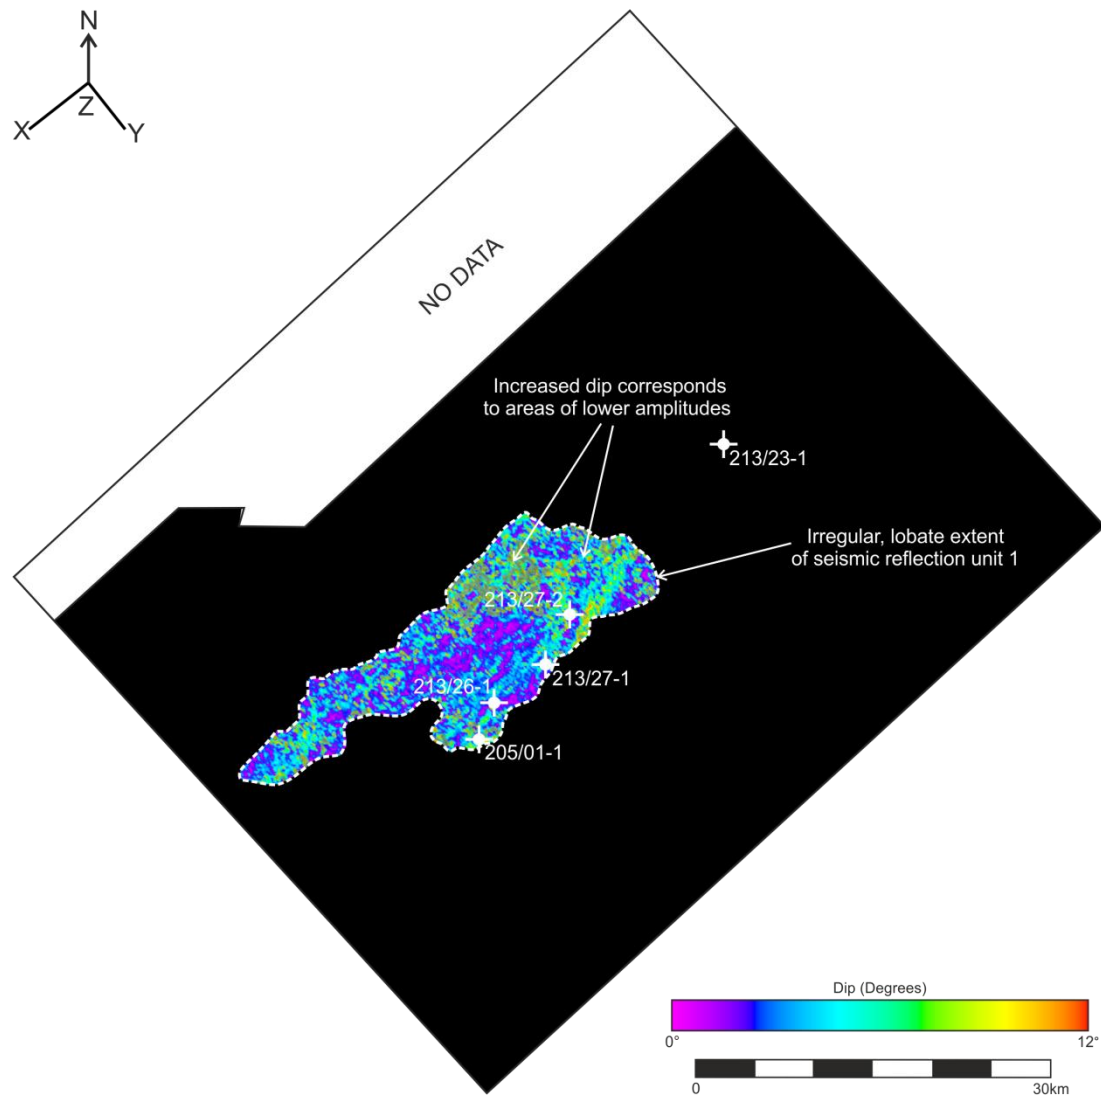 N
Z
X
Y
NO DATA
Increased dip corresponds
to areas of lower amplitudes
213/23-1
Irregular, lobate extent
of seismic reflection unit 1
213/27-2
213/27-1
213/26-1
205/01-1
Dip (Degrees)
0°
12°
0
30km